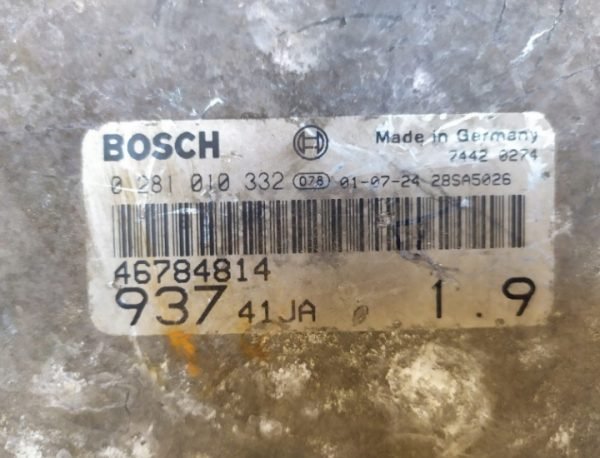 BOSCH Made in Germany
7442 0274
0 281 010 332 078 01-07-24 28SA5026
46784814
937 41JA 1.9